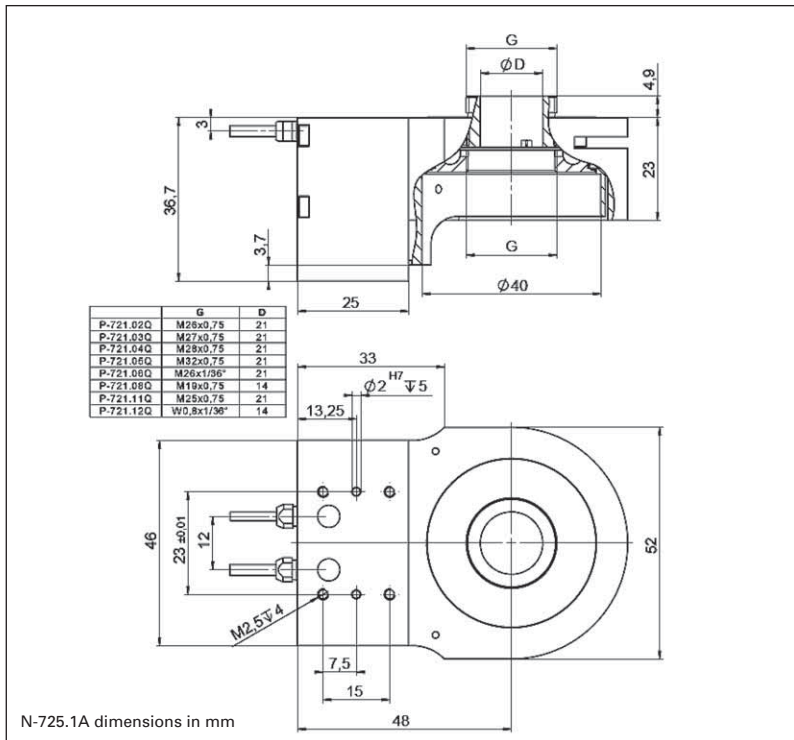 G
ϕD
4,9
3
36,7
3,7
23
G
25
ϕ40
G D
P-721.02Q M26x0,75 21
P-721.03Q M27x0,75 21
P-721.04Q M28x0,75 21
P-721.05Q M32x0,75 21
P-721.06Q M26x1/36" 21
P-721.08Q M19x0,75 14
P-721.11Q M25x0,75 21
P-721.12Q W0,8x1/36" 14
33
ϕ2 H7 ↧5
13,25
46
23 ±0,01
12
52
M2,5↧4
7,5
15
48
N-725.1A dimensions in mm